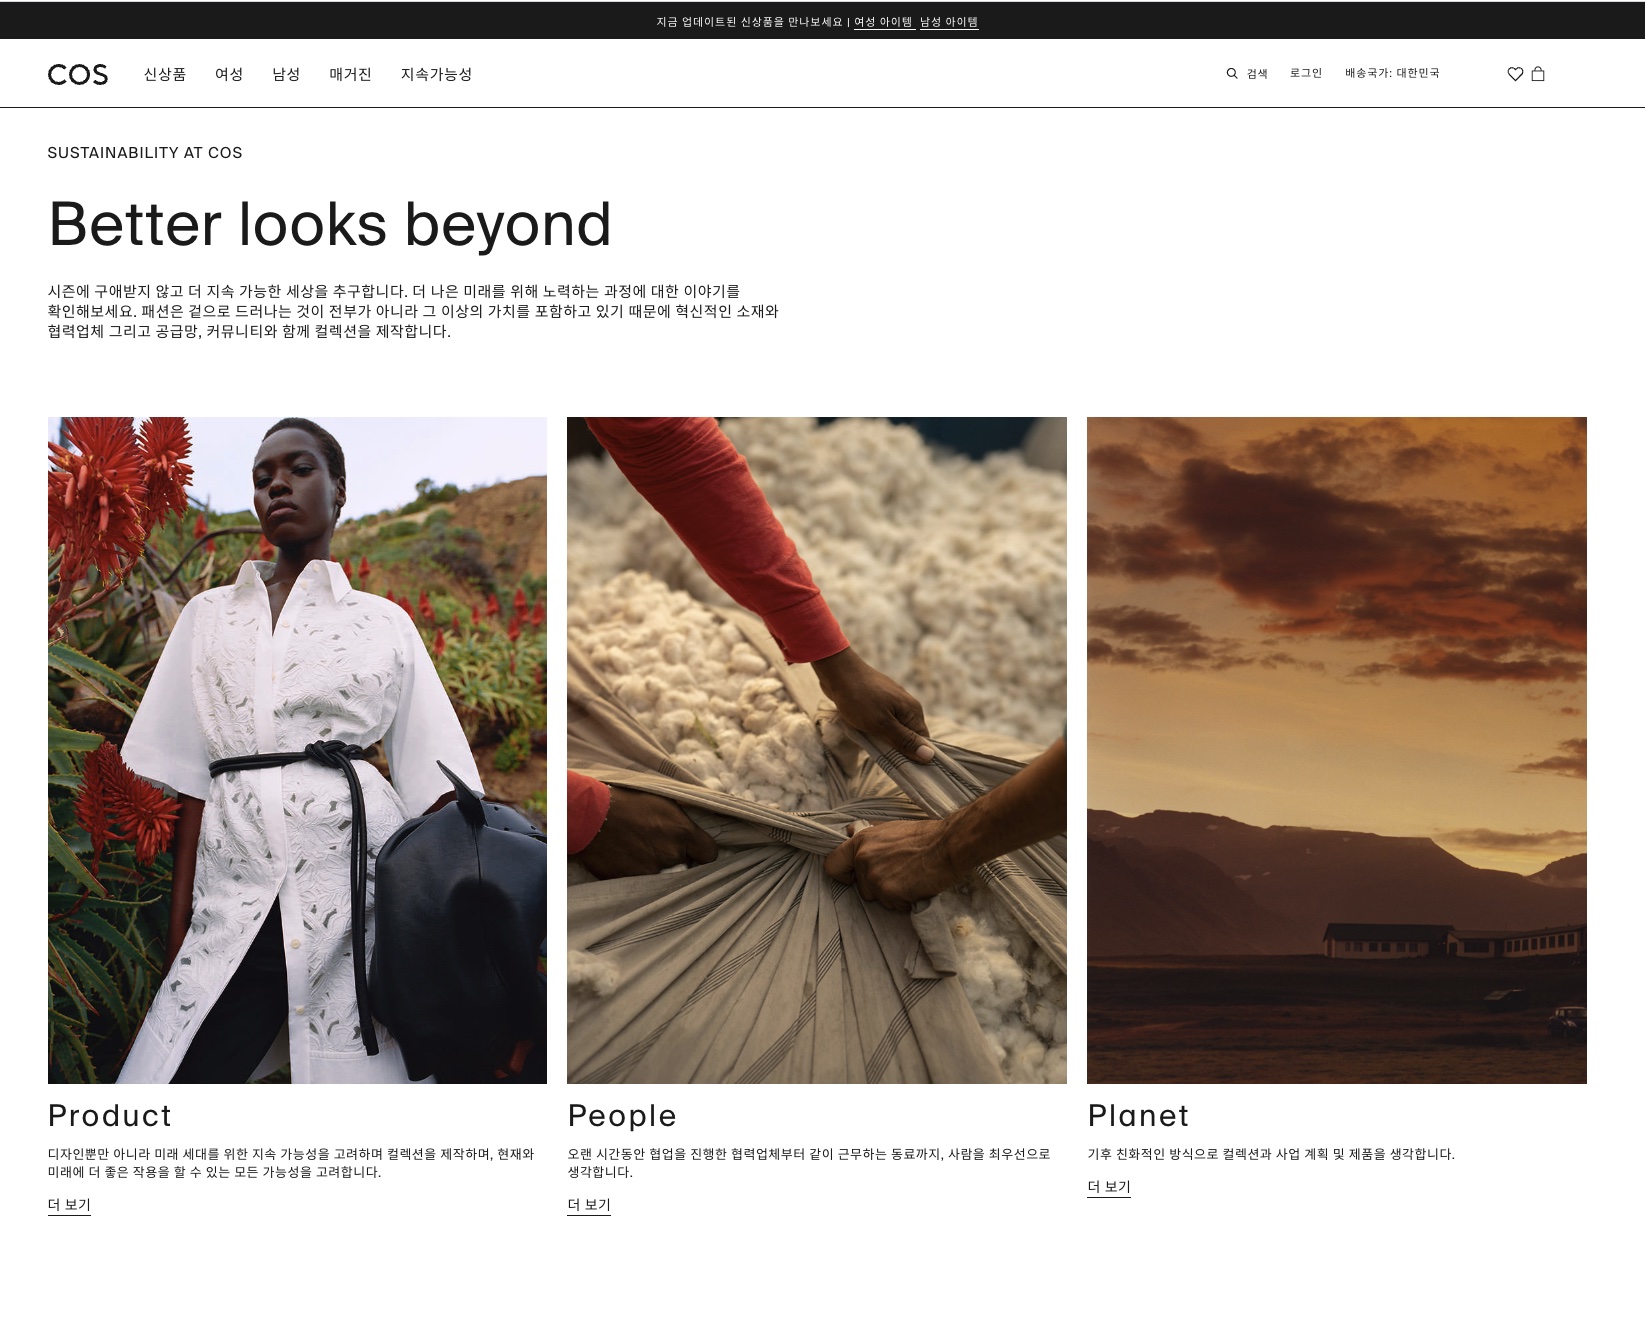 지금 업데이트된 신상품을 만나보세요 | 여성 아이템 남성 아이템
COS 신상품 여성 남성 매거진 지속가능성 검색 로그인 배송국가: 대한민국
SUSTAINABILITY AT COS
Better looks beyond
시즌에 구애받지 않고 더 지속 가능한 세상을 추구합니다. 더 나은 미래를 위해 노력하는 과정에 대한 이야기를
확인해보세요. 패션은 겉으로 드러나는 것이 전부가 아니라 그 이상의 가치를 포함하고 있기 때문에 혁신적인 소재와
협력업체 그리고 공급망, 커뮤니티와 함께 컬렉션을 제작합니다.
Product
디자인뿐만 아니라 미래 세대를 위한 지속 가능성을 고려하며 컬렉션을 제작하며, 현재와
미래에 더 좋은 작용을 할 수 있는 모든 가능성을 고려합니다.
더 보기
People
오랜 시간동안 협업을 진행한 협력업체부터 같이 근무하는 동료까지, 사람을 최우선으로
생각합니다.
더 보기
Planet
기후 친화적인 방식으로 컬렉션과 사업 계획 및 제품을 생각합니다.
더 보기